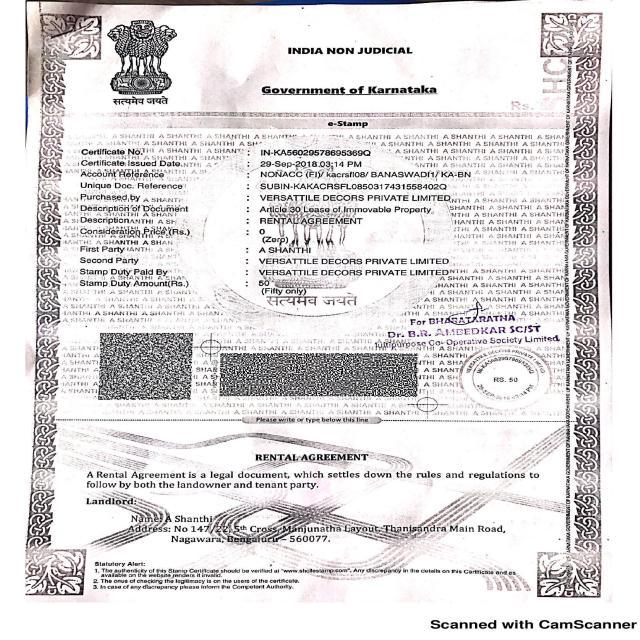 INDIA NON JUDICIAL
Government of Karnataka
Rs.
सत्यमेव जयते
e-Stamp
Certificate No. : IN-KA56029578695369Q
Certificate Issued Date : 29-Sep-2018 03:14 PM
Account Reference : NONACC (FI)/ kacrsfl08/ BANASWADI1/ KA-BN
Unique Doc. Reference : SUBIN-KAKACRSFL0850317431558402Q
Purchased by : VERSATTILE DECORS PRIVATE LIMITED
Description of Document : Article 30 Lease of Immovable Property
Description : RENTAL AGREEMENT
Consideration Price (Rs.) : 0
(Zero)
First Party : A SHANTHI
Second Party : VERSATTILE DECORS PRIVATE LIMITED
Stamp Duty Paid By : VERSATTILE DECORS PRIVATE LIMITED
Stamp Duty Amount(Rs.) : 50
(Fifty only)
सत्यमेव जयते
For BHAGATARATNA
Dr. B.R. AMBEDKAR SC/ST
Multipurpose Co-Operative Society Limited
RS. 50
Please write or type below this line
RENTAL AGREEMENT
A Rental Agreement is a legal document, which settles down the rules and regulations to
follow by both the landowner and tenant party.
Landlord:
Name: A Shanthi
Address: No 147/22, 5th Cross, Manjunatha Layout, Thanisandra Main Road,
Nagawara, Bengaluru – 560077.
Statutory Alert:
1. The authenticity of this Stamp Certificate should be verified at "www.shcilestamp.com". Any discrepancy in the details on this Certificate and as
available on the website renders it invalid.
2. The onus of checking the legitimacy is on the users of the certificate.
3. In case of any discrepancy please inform the Competent Authority.
Scanned with CamScanner